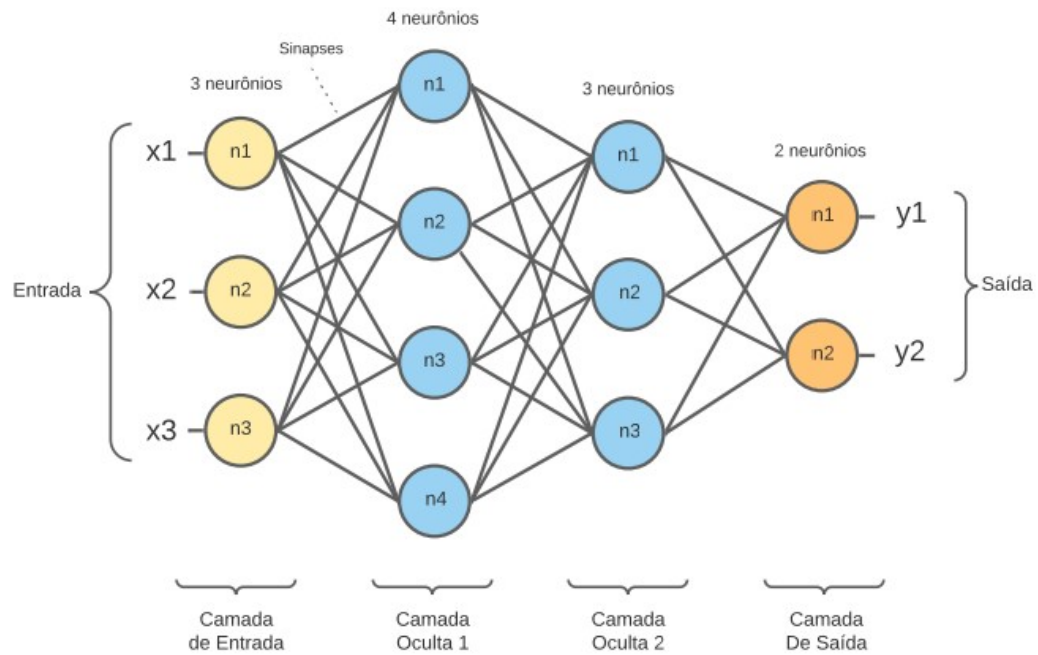 4 neurônios
Sinapses
3 neurônios
3 neurônios
2 neurônios
Entrada
x1
x2
x3
n1
n2
n3
n1
n2
n3
n4
n1
n2
n3
n1
n2
y1
y2
Saída
Camada
de Entrada
Camada
Oculta 1
Camada
Oculta 2
Camada
De Saída